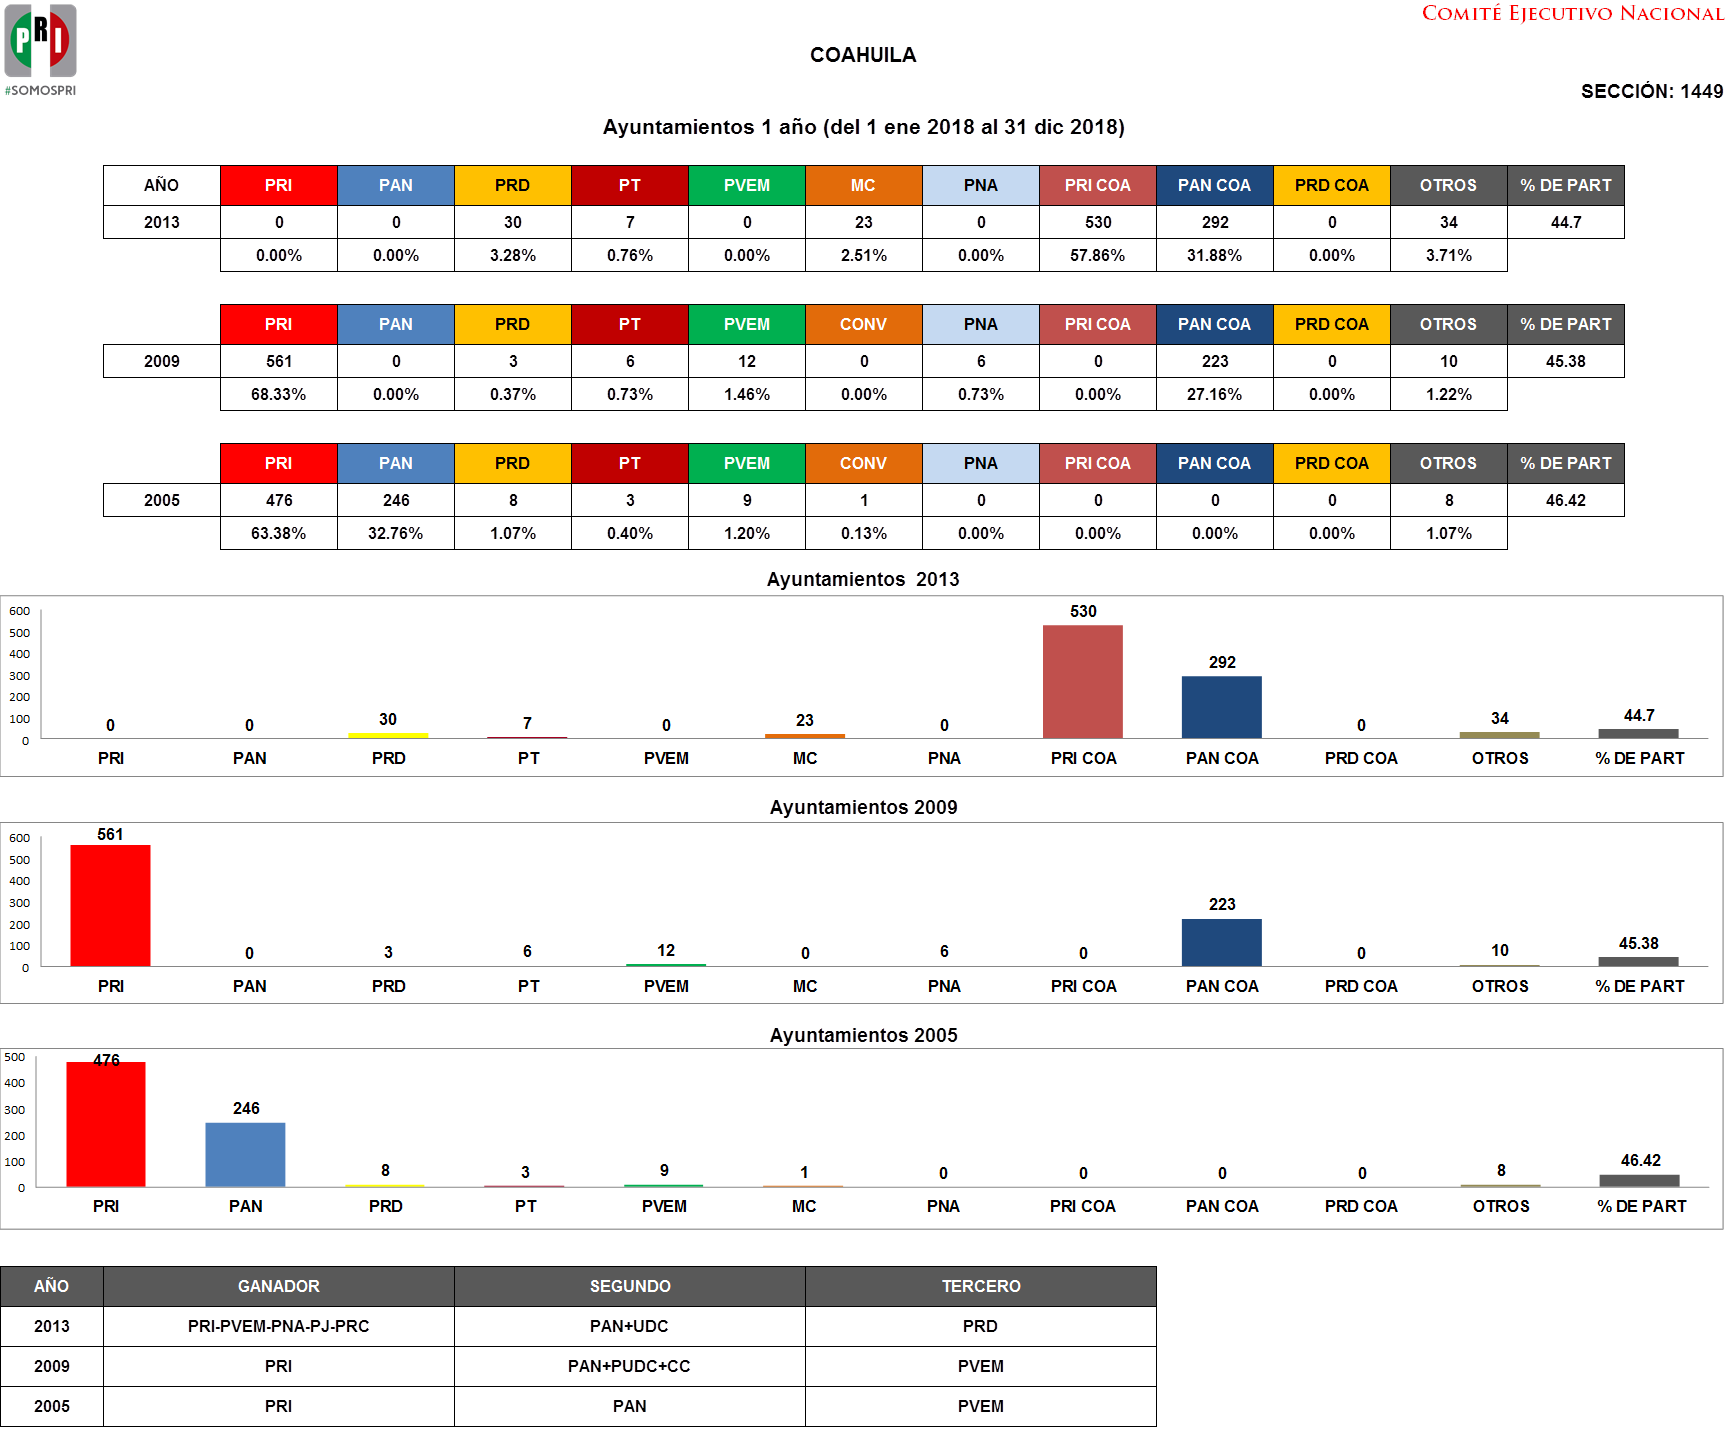 PRI
#SOMOSPRI
COMITÉ EJECUTIVO NACIONAL
COAHUILA
SECCIÓN: 1449
Ayuntamientos 1 año (del 1 ene 2018 al 31 dic 2018)
AÑO PRI PAN PRD PT PVEM MC PNA PRI COA PAN COA PRD COA OTROS % DE PART
2013 0 0 30 7 0 23 0 530 292 0 34 44.7
0.00% 0.00% 3.28% 0.76% 0.00% 2.51% 0.00% 57.86% 31.88% 0.00% 3.71%
PRI PAN PRD PT PVEM CONV PNA PRI COA PAN COA PRD COA OTROS % DE PART
2009 561 0 3 6 12 0 6 0 223 0 10 45.38
68.33% 0.00% 0.37% 0.73% 1.46% 0.00% 0.73% 0.00% 27.16% 0.00% 1.22%
PRI PAN PRD PT PVEM CONV PNA PRI COA PAN COA PRD COA OTROS % DE PART
2005 476 246 8 3 9 1 0 0 0 0 8 46.42
63.38% 32.76% 1.07% 0.40% 1.20% 0.13% 0.00% 0.00% 0.00% 0.00% 1.07%
Ayuntamientos 2013
600
500
400
300
200
100
0
0 0 30 7 0 23 0 530 292 0 34 44.7
PRI PAN PRD PT PVEM MC PNA PRI COA PAN COA PRD COA OTROS % DE PART
Ayuntamientos 2009
600
500
400
300
200
100
0
561 0 3 6 12 0 6 0 223 0 10 45.38
PRI PAN PRD PT PVEM MC PNA PRI COA PAN COA PRD COA OTROS % DE PART
Ayuntamientos 2005
500
400
300
200
100
0
476 246 8 3 9 1 0 0 0 0 8 46.42
PRI PAN PRD PT PVEM MC PNA PRI COA PAN COA PRD COA OTROS % DE PART
AÑO GANADOR SEGUNDO TERCERO
2013 PRI-PVEM-PNA-PJ-PRC PAN+UDC PRD
2009 PRI PAN+PUDC+CC PVEM
2005 PRI PAN PVEM